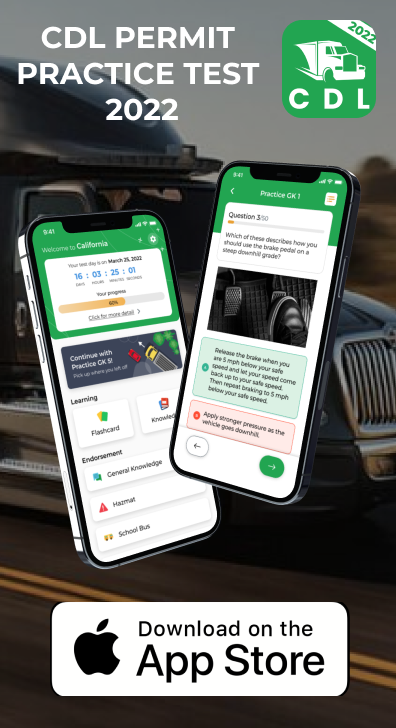 CDL PERMIT
PRACTICE TEST
2022
2022
CDL
9:41
Welcome to California
Your test day is on March 25, 2022
16 : 03 : 25 : 01
DAYS HOURS MINUTES SECONDS
Your progress
60%
Click for more detail
Continue with
Practice GK 5!
Pick up where you left off
Learning
Flashcard
Knowled
Endorsement
General Knowledge
Hazmat
School Bus
9:41
Practice GK 1
Question 3/50
Which of these describes how you
should use the brake pedal on a
steep downhill grade?
Release the brake when you
are 5 mph below your safe
speed and let your speed come
back up to your safe speed.
Then repeat braking to 5 mph
below your safe speed.
Apply stronger pressure as the
vehicle goes downhill.
Download on the
App Store